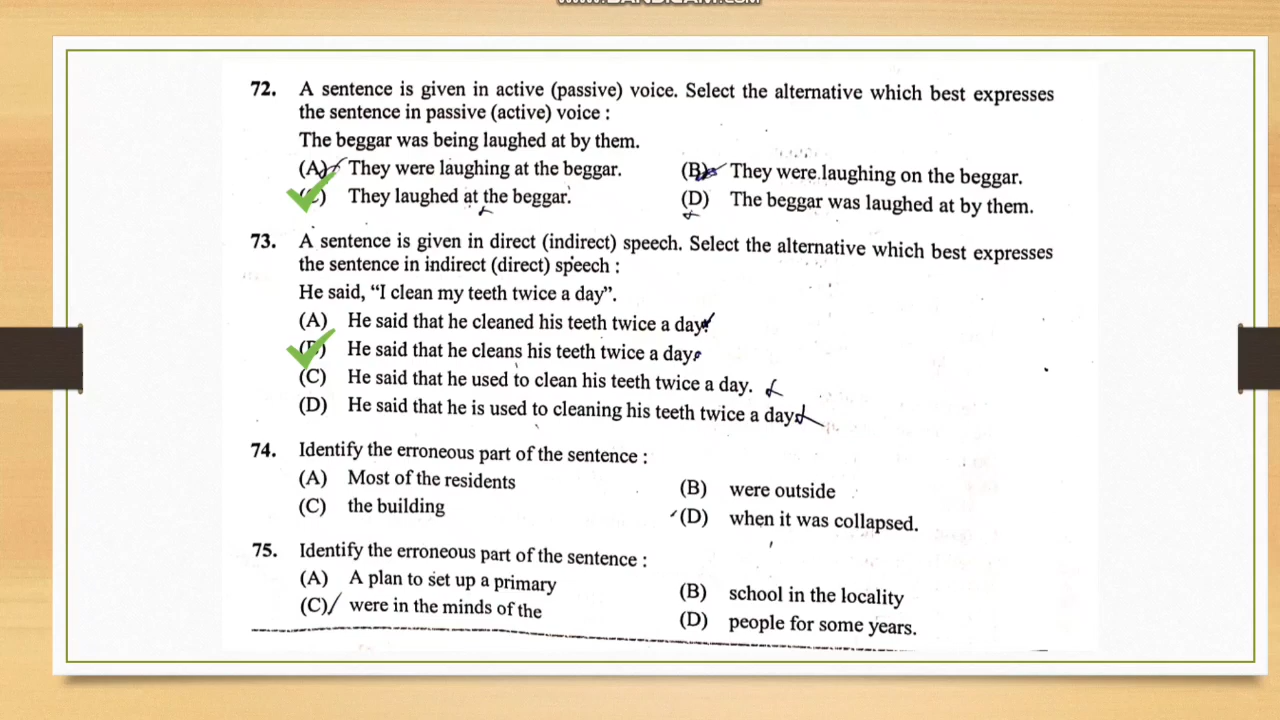 www.BANDICAM.com
72. A sentence is given in active (passive) voice. Select the alternative which best expresses
the sentence in passive (active) voice :
The beggar was being laughed at by them.
(A) They were laughing at the beggar. (B) They were laughing on the beggar.
They laughed at the beggar. (D) The beggar was laughed at by them.
73. A sentence is given in direct (indirect) speech. Select the alternative which best expresses
the sentence in indirect (direct) speech :
He said, “I clean my teeth twice a day”.
(A) He said that he cleaned his teeth twice a day
He said that he cleans his teeth twice a day.
(C) He said that he used to clean his teeth twice a day.
(D) He said that he is used to cleaning his teeth twice a day.
74. Identify the erroneous part of the sentence :
(A) Most of the residents (B) were outside
(C) the building (D) when it was collapsed.
75. Identify the erroneous part of the sentence :
(A) A plan to set up a primary (B) school in the locality
(C) were in the minds of the (D) people for some years.